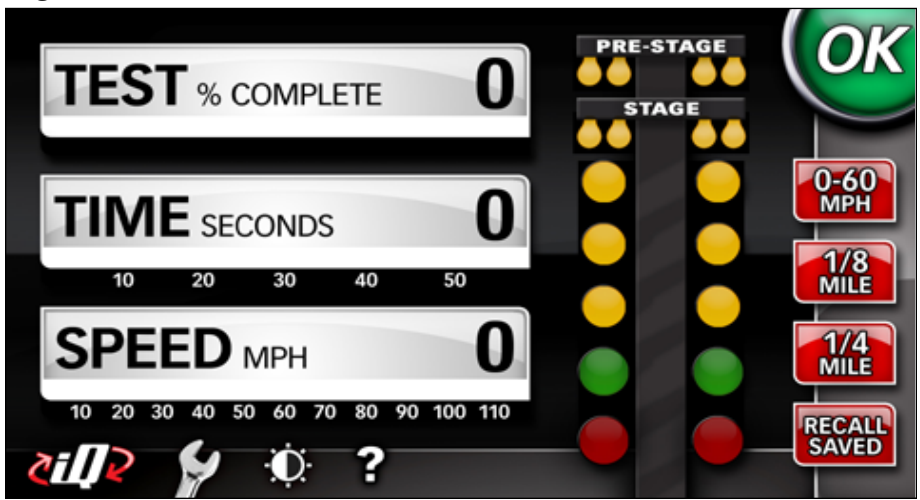 TEST % COMPLETE 0
TIME SECONDS 0
10 20 30 40 50
SPEED MPH 0
10 20 30 40 50 60 70 80 90 100 110
iQ
?
PRE-STAGE
STAGE
OK
0-60
MPH
1/8
MILE
1/4
MILE
RECALL
SAVED